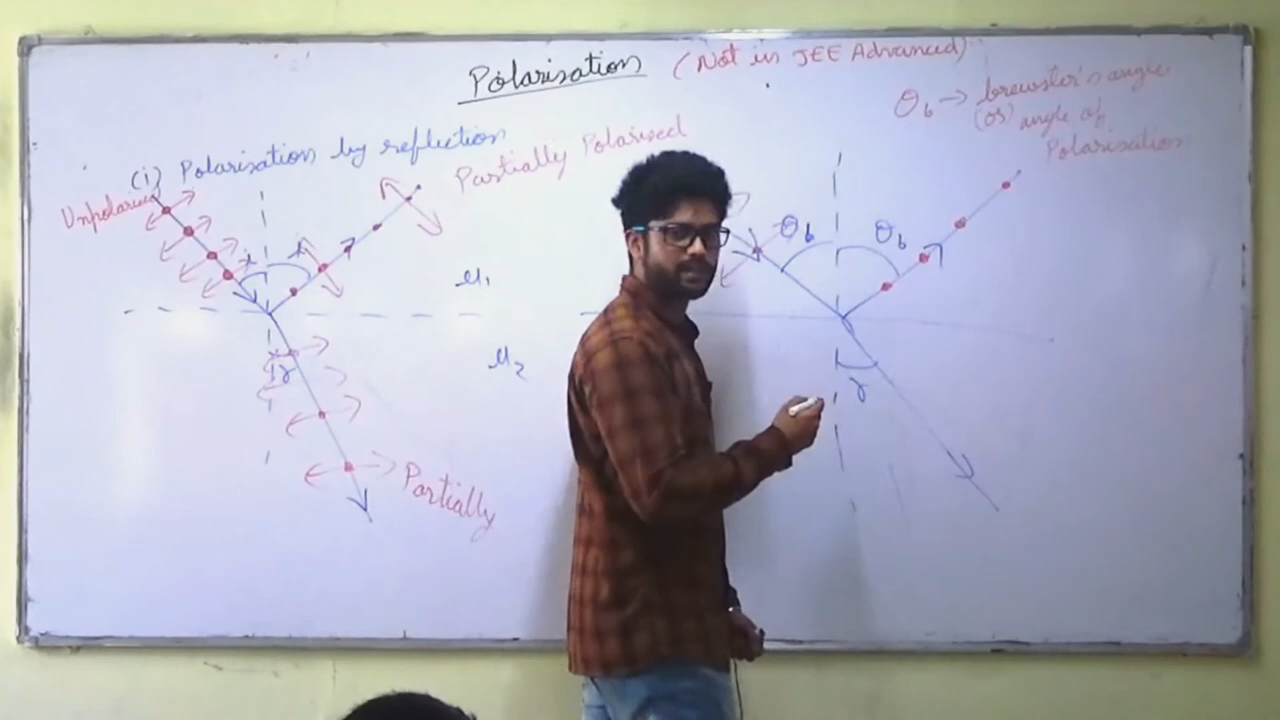 Polarisation (Not in JEE Advanced)
θb → brewster's angle
(or) angle of
Polarisation
(i) Polarisation by reflection
Partially Polarised
Unpolarised
i
i
θb
θb
μ1
μ2
r
r
Partially